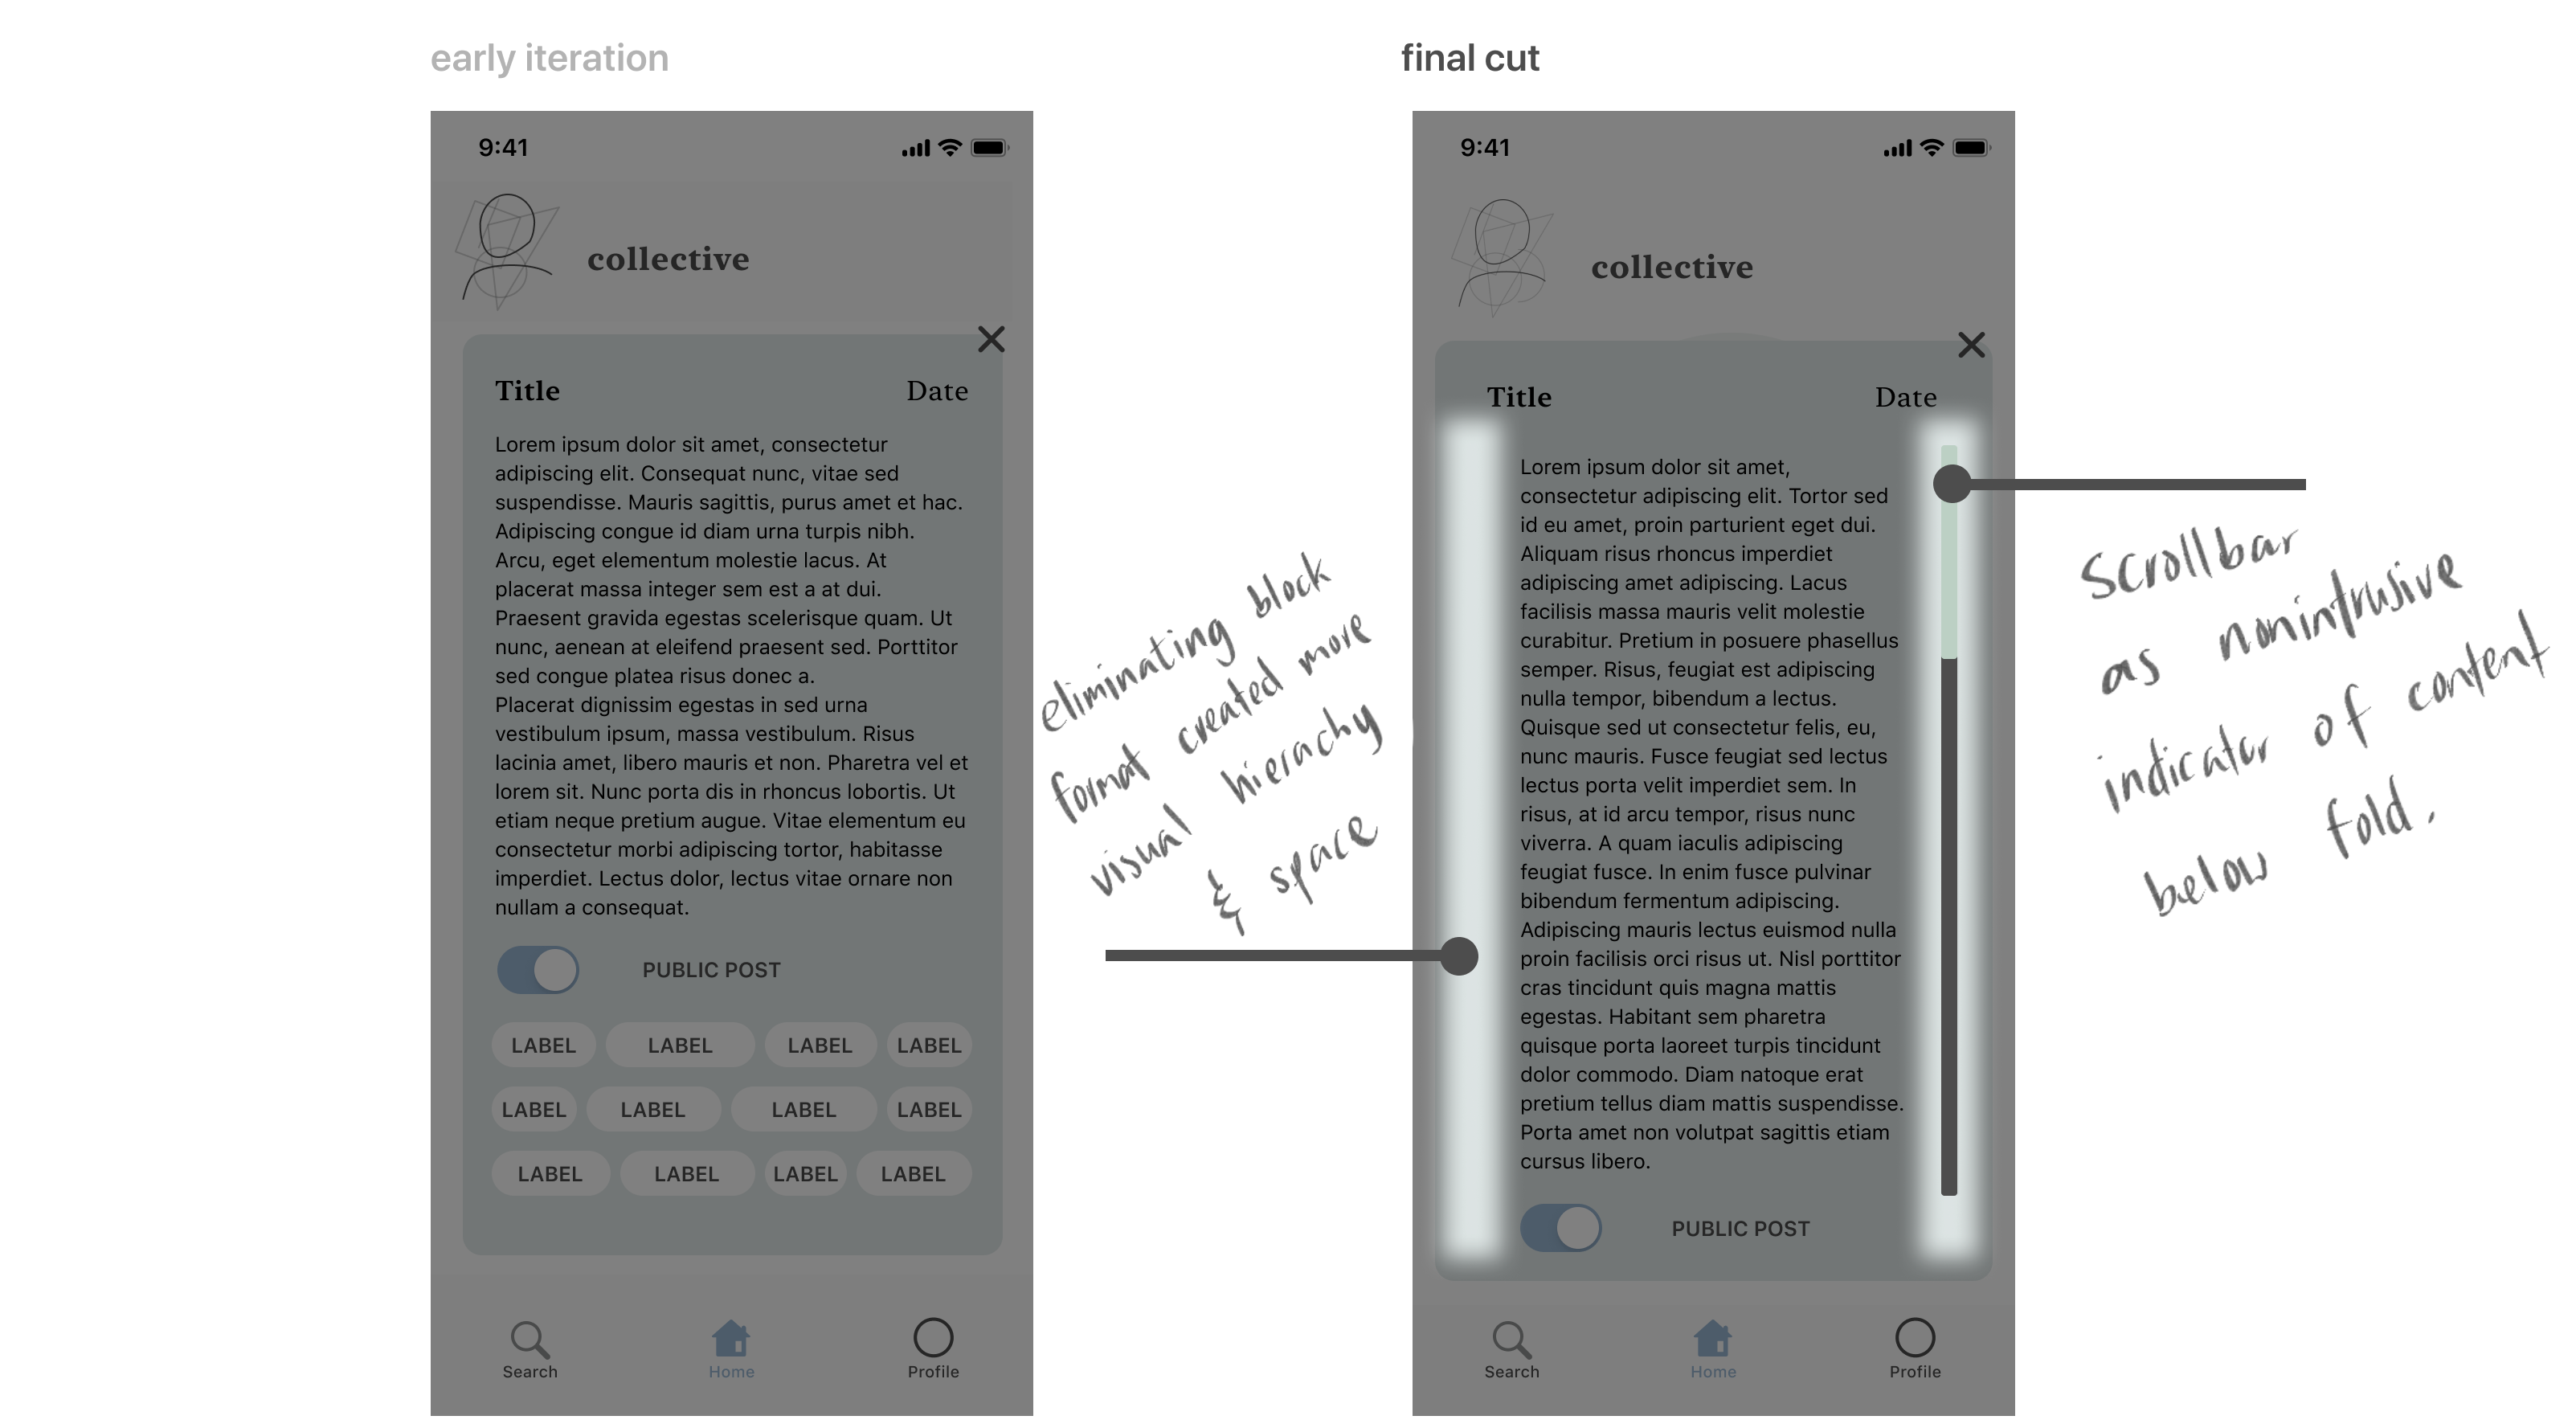 early iteration
9:41
collective
Title Date
Lorem ipsum dolor sit amet, consectetur
adipiscing elit. Consequat nunc, vitae sed
suspendisse. Mauris sagittis, purus amet et hac.
Adipiscing congue id diam urna turpis nibh.
Arcu, eget elementum molestie lacus. At
placerat massa integer sem est a at dui.
Praesent gravida egestas scelerisque quam. Ut
nunc, aenean at eleifend praesent sed. Porttitor
sed congue platea risus donec a.
Placerat dignissim egestas in sed urna
vestibulum ipsum, massa vestibulum. Risus
lacinia amet, libero mauris et non. Pharetra vel et
lorem sit. Nunc porta dis in rhoncus lobortis. Ut
etiam neque pretium augue. Vitae elementum eu
consectetur morbi adipiscing tortor, habitasse
imperdiet. Lectus dolor, lectus vitae ornare non
nullam a consequat.
PUBLIC POST
LABEL LABEL LABEL LABEL
LABEL LABEL LABEL LABEL
LABEL LABEL LABEL LABEL
Search Home Profile
eliminating block
format created more
visual hierachy
& space
final cut
9:41
collective
Title Date
Lorem ipsum dolor sit amet,
consectetur adipiscing elit. Tortor sed
id eu amet, proin parturient eget dui.
Aliquam risus rhoncus imperdiet
adipiscing amet adipiscing. Lacus
facilisis massa mauris velit molestie
curabitur. Pretium in posuere phasellus
semper. Risus, feugiat est adipiscing
nulla tempor, bibendum a lectus.
Quisque sed ut consectetur felis, eu,
nunc mauris. Fusce feugiat sed lectus
lectus porta velit imperdiet sem. In
risus, at id arcu tempor, risus nunc
viverra. A quam iaculis adipiscing
feugiat fusce. In enim fusce pulvinar
bibendum fermentum adipiscing.
Adipiscing mauris lectus euismod nulla
proin facilisis orci risus ut. Nisl porttitor
cras tincidunt quis magna mattis
egestas. Habitant sem pharetra
quisque porta laoreet turpis tincidunt
dolor commodo. Diam natoque erat
pretium tellus diam mattis suspendisse.
Porta amet non volutpat sagittis etiam
cursus libero.
PUBLIC POST
Search Home Profile
Scrollbar
as nonintrusive
indicator of content
below fold.